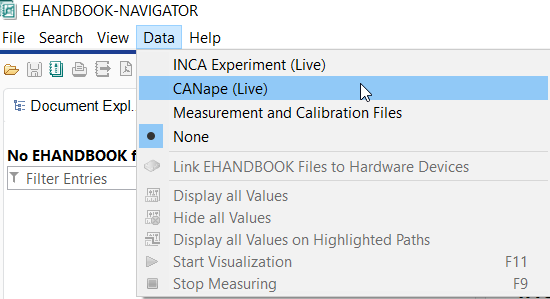 EHANDBOOK-NAVIGATOR
File Search View Data Help
INCA Experiment (Live)
CANape (Live)
Document Expl.
Measurement and Calibration Files
None
No EHANDBOOK f
Link EHANDBOOK Files to Hardware Devices
Filter Entries
Display all Values
Hide all Values
Display all Values on Highlighted Paths
Start Visualization F11
Stop Measuring F9